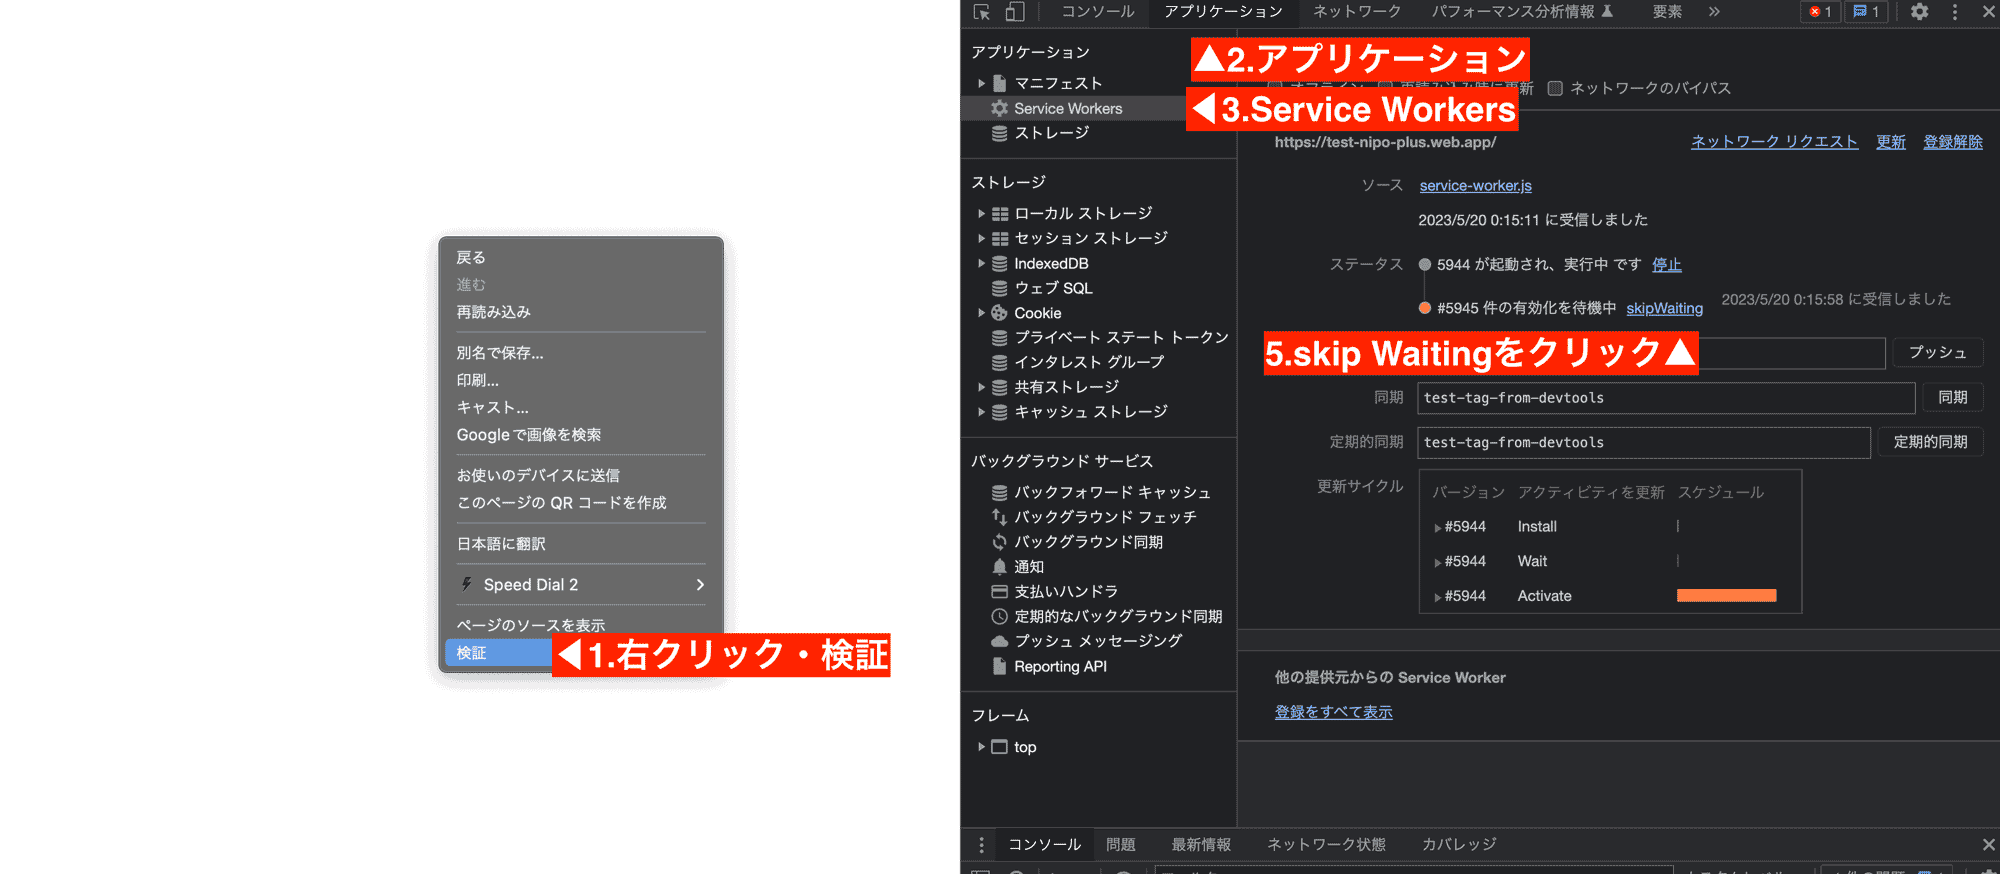 戻る
進む
再読み込み
別名で保存...
印刷...
キャスト...
Googleで画像を検索
お使いのデバイスに送信
このページの QR コードを作成
日本語に翻訳
Speed Dial 2
ページのソースを表示
検証
◀1.右クリック・検証
コンソール
アプリケーション
ネットワーク
パフォーマンス分析情報
要素
»
1
1
アプリケーション
マニフェスト
Service Workers
ストレージ
ストレージ
ローカル ストレージ
セッション ストレージ
IndexedDB
ウェブ SQL
Cookie
プライベート ステート トークン
インタレスト グループ
共有ストレージ
キャッシュ ストレージ
バックグラウンド サービス
バックフォワード キャッシュ
バックグラウンド フェッチ
バックグラウンド同期
通知
支払いハンドラ
定期的なバックグラウンド同期
プッシュ メッセージング
Reporting API
フレーム
top
▲2.アプリケーション
更新
ネットワークのバイパス
◀3.Service Workers
https://test-nipo-plus.web.app/
ネットワーク リクエスト 更新 登録解除
ソース service-worker.js
2023/5/20 0:15:11 に受信しました
ステータス 5944 が起動され、実行中 です 停止
#5945 件の有効化を待機中 skipWaiting 2023/5/20 0:15:58 に受信しました
5.skip Waitingをクリック▲
プッシュ
同期 test-tag-from-devtools 同期
定期的同期 test-tag-from-devtools 定期的同期
更新サイクル
バージョン アクティビティを更新 スケジュール
#5944 Install
#5944 Wait
#5944 Activate
他の提供元からの Service Worker
登録をすべて表示
コンソール 問題 最新情報 ネットワーク状態 カバレッジ